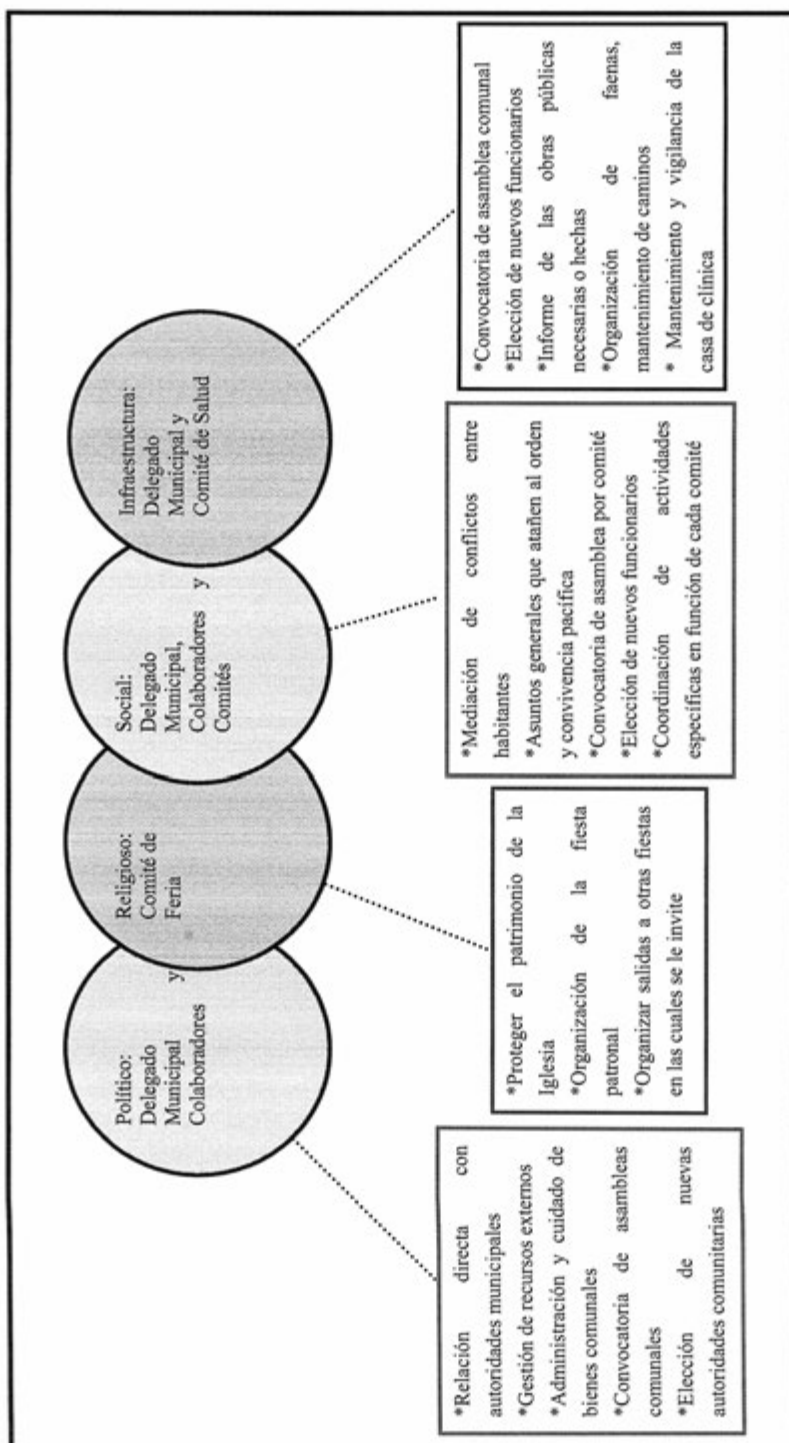 Político:
Delegado
Municipal y
Colaboradores
Religioso:
Comité de
Feria
Social:
Delegado
Municipal,
Colaboradores y
Comités
Infraestructura:
Delegado
Municipal y
Comité de Salud
*Relación directa con
autoridades municipales
*Gestión de recursos externos
*Administración y cuidado de
bienes comunales
*Convocatoria de asambleas
comunales
*Elección de nuevas
autoridades comunitarias
*Proteger el patrimonio de la
Iglesia
*Organización de la fiesta
patronal
*Organizar salidas a otras fiestas
en las cuales se le invite
*Mediación de conflictos entre
habitantes
*Asuntos generales que atañen al orden
y convivencia pacífica
*Convocatoria de asamblea por comité
*Elección de nuevos funcionarios
*Coordinación de actividades
específicas en función de cada comité
*Convocatoria de asamblea comunal
*Elección de nuevos funcionarios
*Informe de las obras públicas
necesarias o hechas
*Organización de faenas,
mantenimiento de caminos
* Mantenimiento y vigilancia de la
casa de clínica